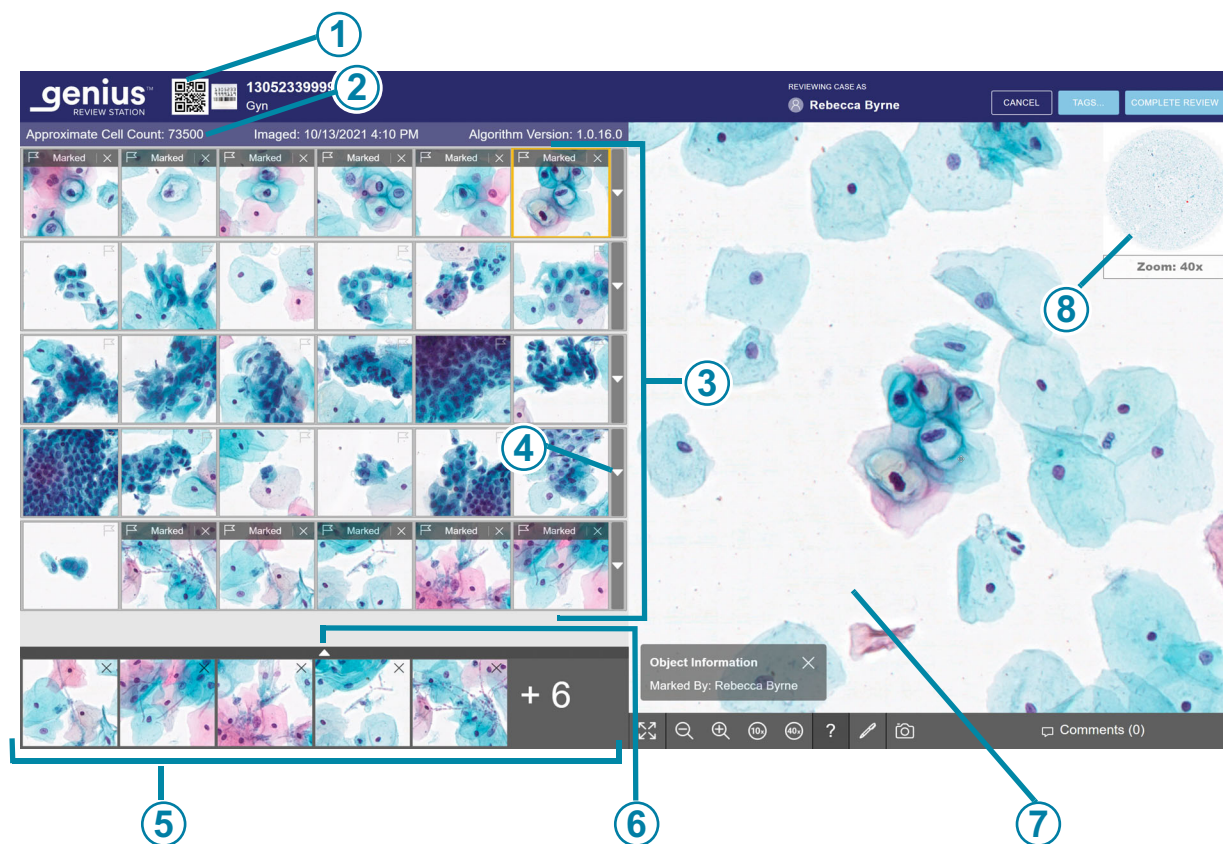 1
genius™
REVIEW STATION
13052339999
Gyn
2
REVIEWING CASE AS
Rebecca Byrne
CANCEL
TAGS...
COMPLETE REVIEW
Approximate Cell Count: 73500
Imaged: 10/13/2021 4:10 PM
Algorithm Version: 1.0.16.0
Marked
Marked
Marked
Marked
Marked
Marked
Zoom: 40x
8
3
4
Marked
Marked
Marked
Marked
Marked
Object Information
Marked By: Rebecca Byrne
+ 6
10x
40x
?
Comments (0)
5
6
7